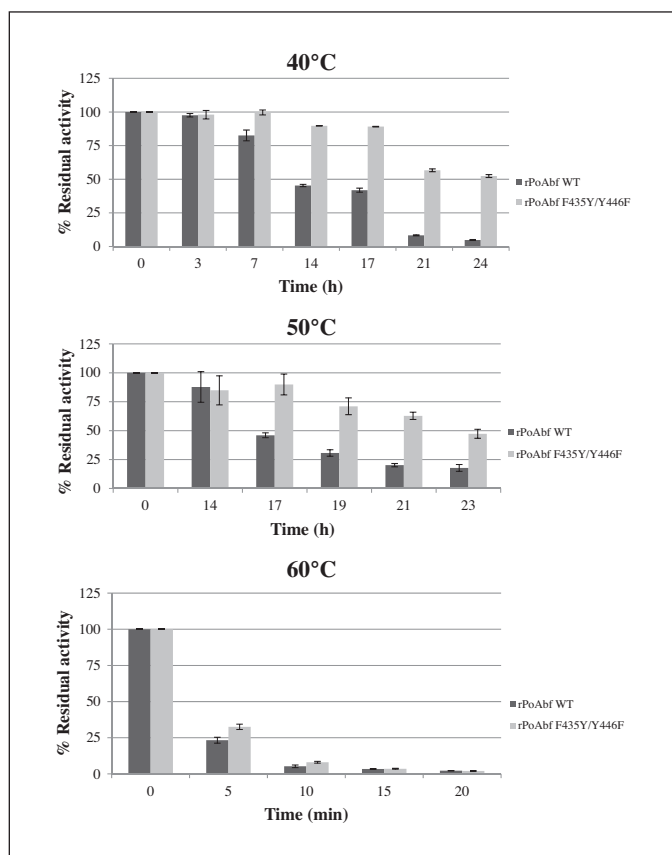 40°C
% Residual activity
125
100
75
50
25
0
0 3 7 14 17 21 24
Time (h)
rPoAbf WT
rPoAbf F435Y/Y446F
50°C
% Residual activity
125
100
75
50
25
0
0 14 17 19 21 23
Time (h)
rPoAbf WT
rPoAbf F435Y/Y446F
60°C
% Residual activity
125
100
75
50
25
0
0 5 10 15 20
Time (min)
rPoAbf WT
rPoAbf F435Y/Y446F